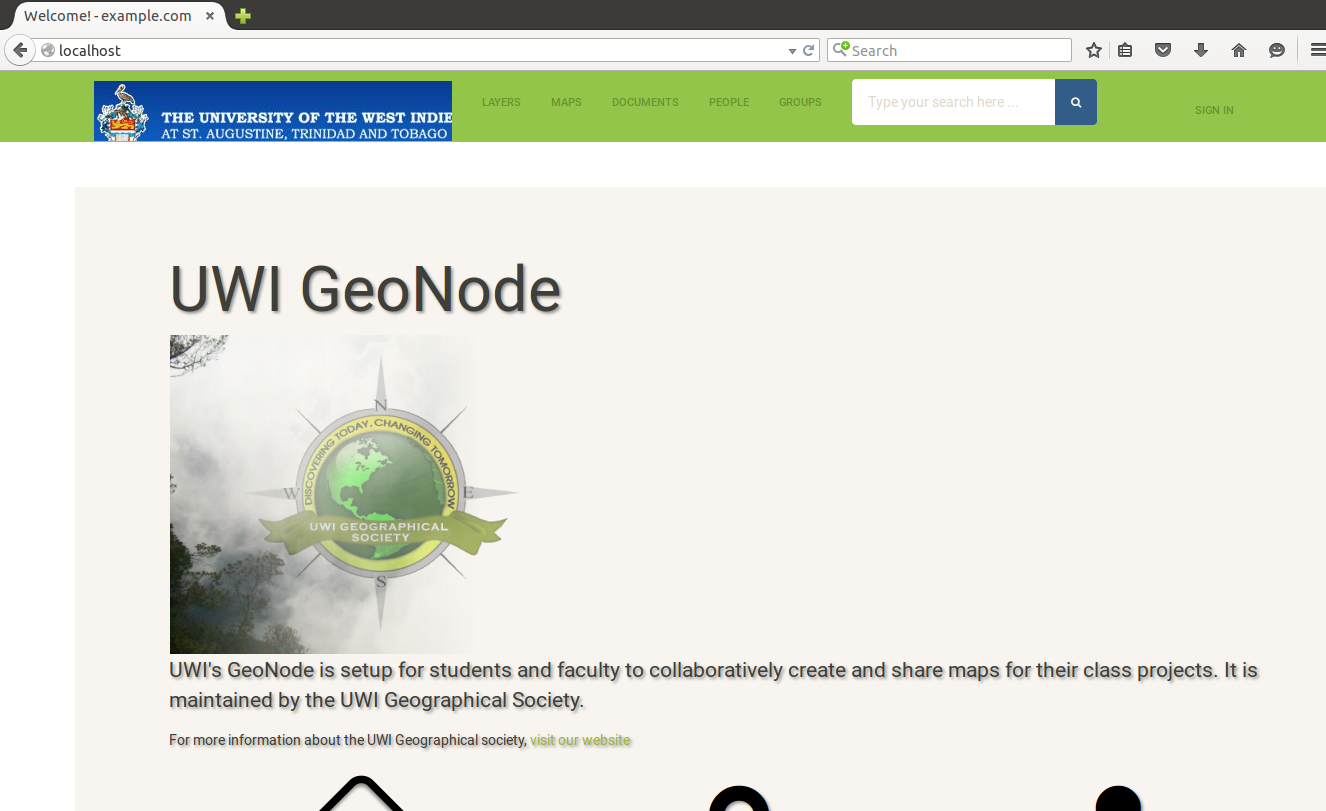 Welcome! - example.com
localhost
Search
THE UNIVERSITY OF THE WEST INDIE
AT ST. AUGUSTINE, TRINIDAD AND TOBAGO
LAYERS
MAPS
DOCUMENTS
PEOPLE
GROUPS
Type your search here ...
SIGN IN
UWI GeoNode
N
DISCOVERING TODAY, CHANGING TOMORROW
W
E
UWI GEOGRAPHICAL
SOCIETY
S
UWI's GeoNode is setup for students and faculty to collaboratively create and share maps for their class projects. It is
maintained by the UWI Geographical Society.
For more information about the UWI Geographical society, visit our website